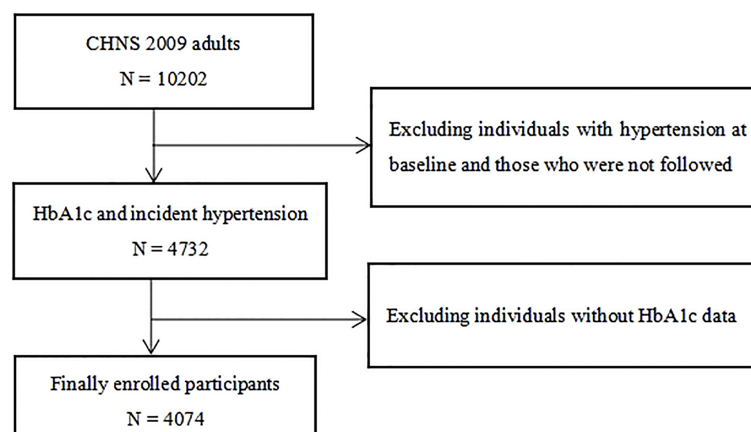 CHNS 2009 adults
N = 10202
Excluding individuals with hypertension at
baseline and those who were not followed
HbA1c and incident hypertension
N = 4732
Excluding individuals without HbA1c data
Finally enrolled participants
N = 4074